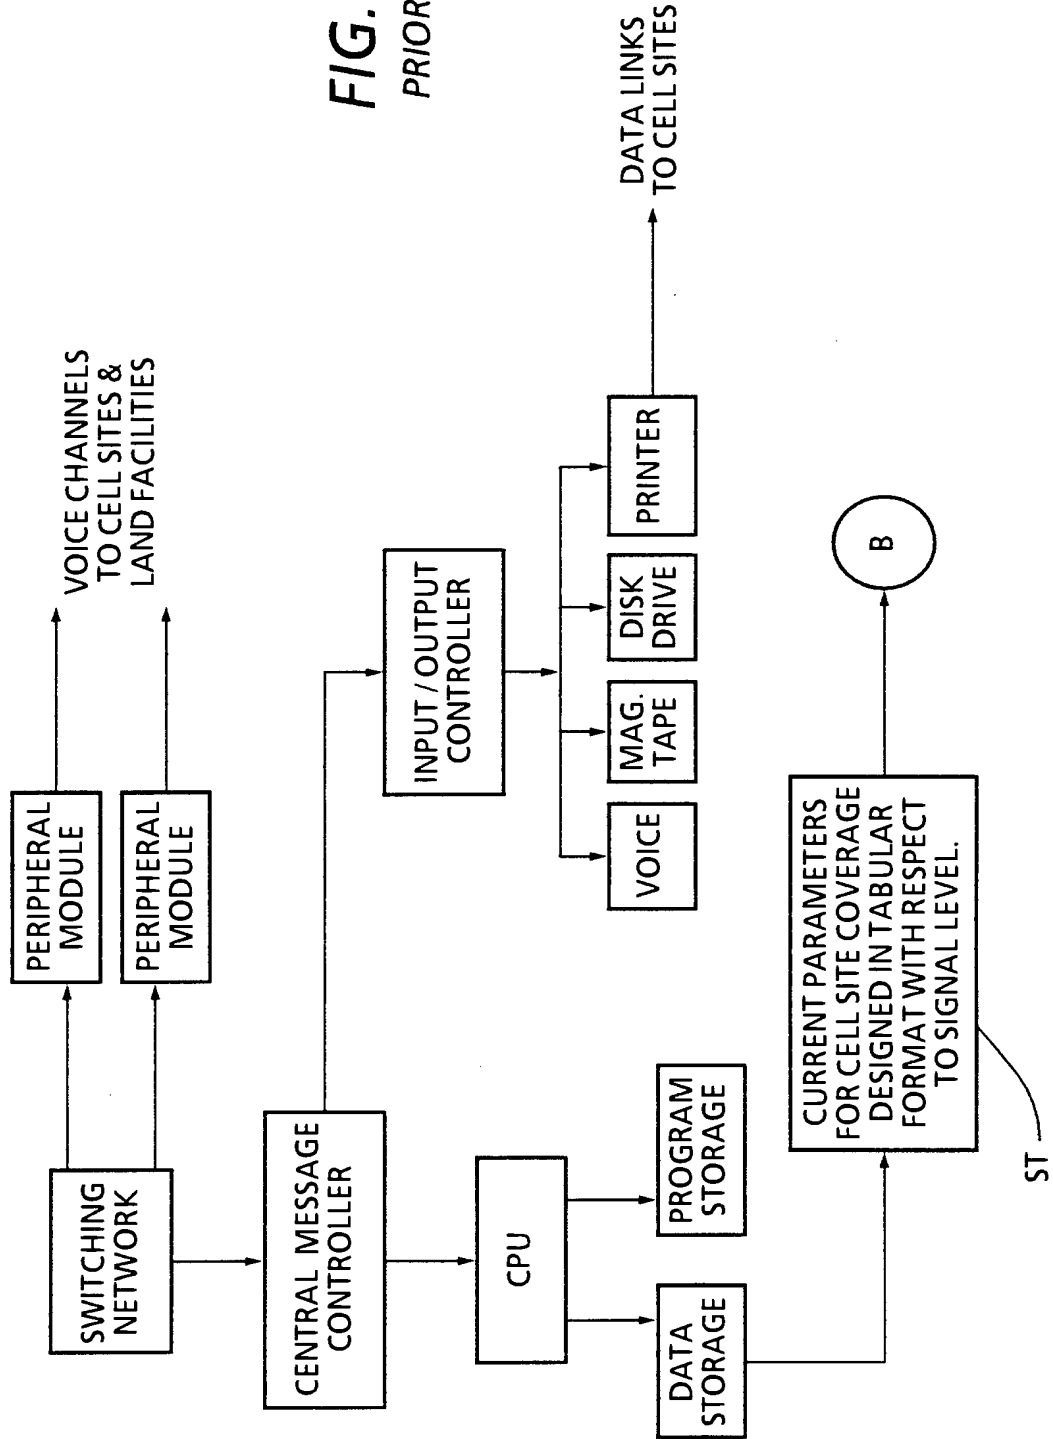 FIG.
PRIOR
SWITCHING
NETWORK
PERIPHERAL
MODULE
PERIPHERAL
MODULE
VOICE CHANNELS
TO CELL SITES &
LAND FACILITIES
CENTRAL MESSAGE
CONTROLLER
INPUT / OUTPUT
CONTROLLER
CPU
VOICE
MAG.
TAPE
DISK
DRIVE
PRINTER
DATA LINKS
TO CELL SITES
DATA
STORAGE
PROGRAM
STORAGE
CURRENT PARAMETERS
FOR CELL SITE COVERAGE
DESIGNED IN TABULAR
FORMAT WITH RESPECT
TO SIGNAL LEVEL.
B
ST